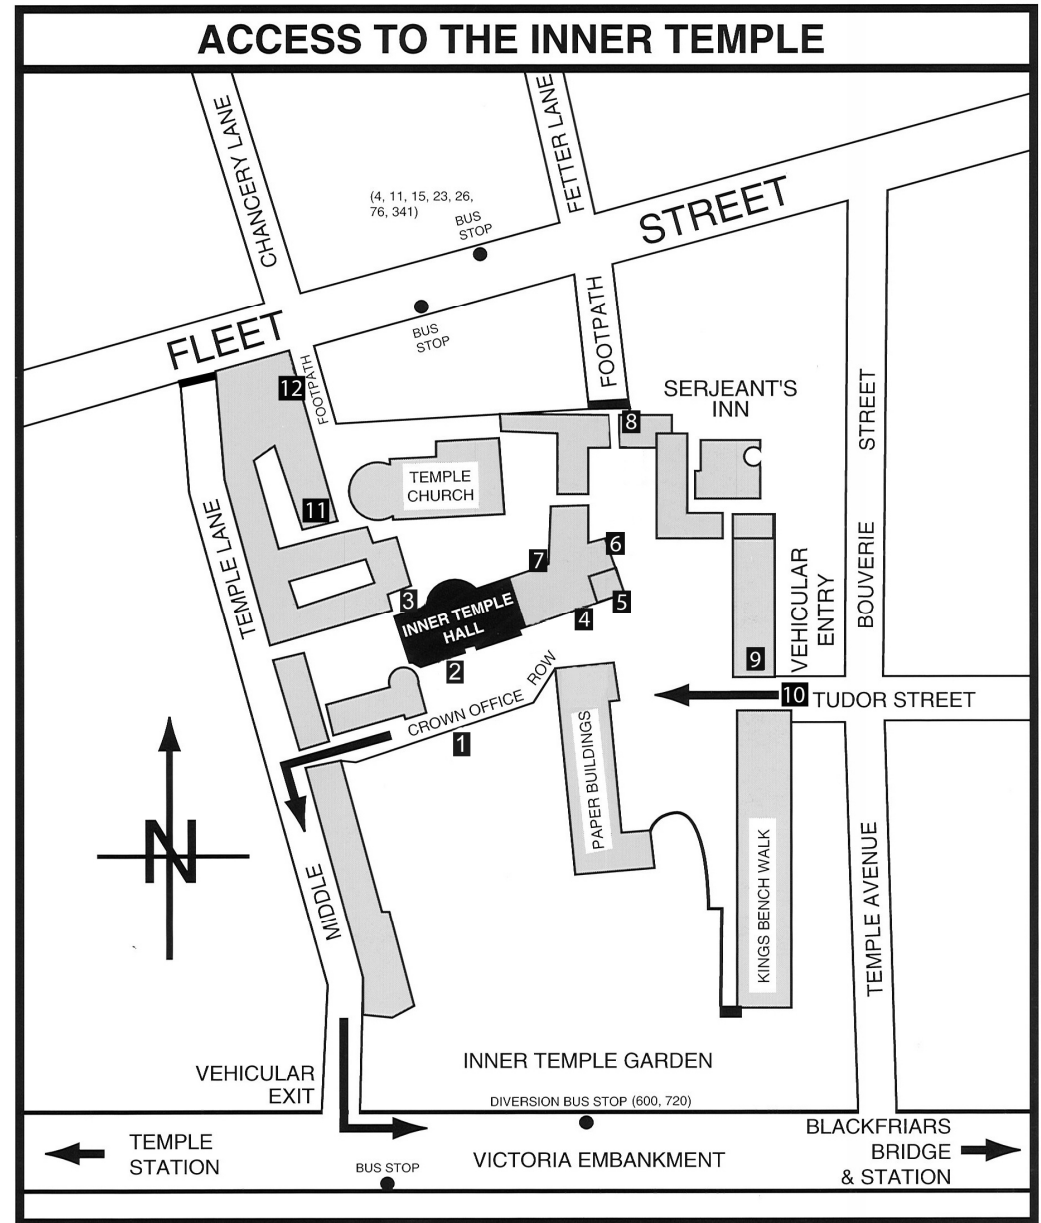 ACCESS TO THE INNER TEMPLE
CHANCERY LANE
FETTER LANE
(4, 11, 15, 23, 26,
76, 341)
BUS
STOP
FLEET
STREET
BUS
STOP
FOOTPATH
FOOTPATH
12
SERJEANT'S
INN
8
TEMPLE
CHURCH
11
BOUVERIE STREET
7
6
3
5
4
INNER TEMPLE
HALL
2
VEHICULAR
ENTRY
9
10
TUDOR STREET
CROWN OFFICE ROW
1
MIDDLE TEMPLE LANE
PAPER BUILDINGS
KINGS BENCH WALK
TEMPLE AVENUE
N
INNER TEMPLE GARDEN
VEHICULAR
EXIT
DIVERSION BUS STOP (600, 720)
TEMPLE
STATION
BUS STOP
VICTORIA EMBANKMENT
BLACKFRIARS
BRIDGE
& STATION